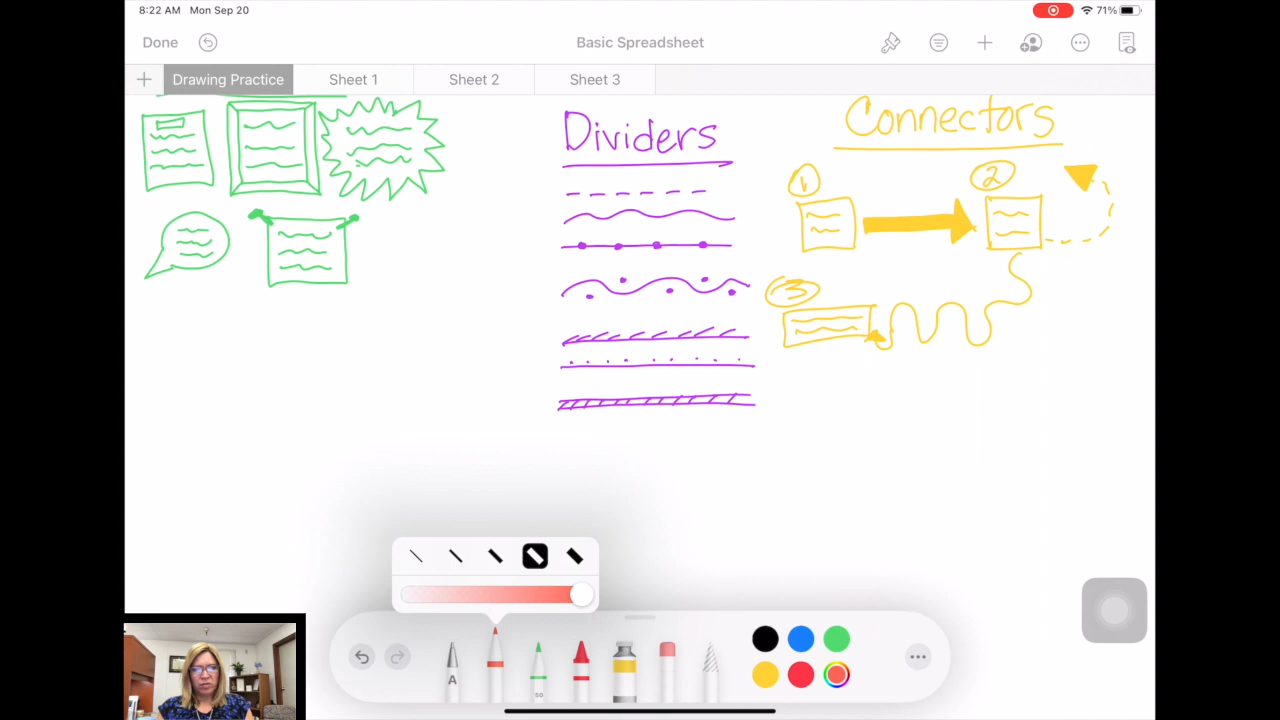 8:22 AM Mon Sep 20
71%
Done
Basic Spreadsheet
Drawing Practice
Sheet 1
Sheet 2
Sheet 3
Dividers
Connectors
1
2
3
A
50